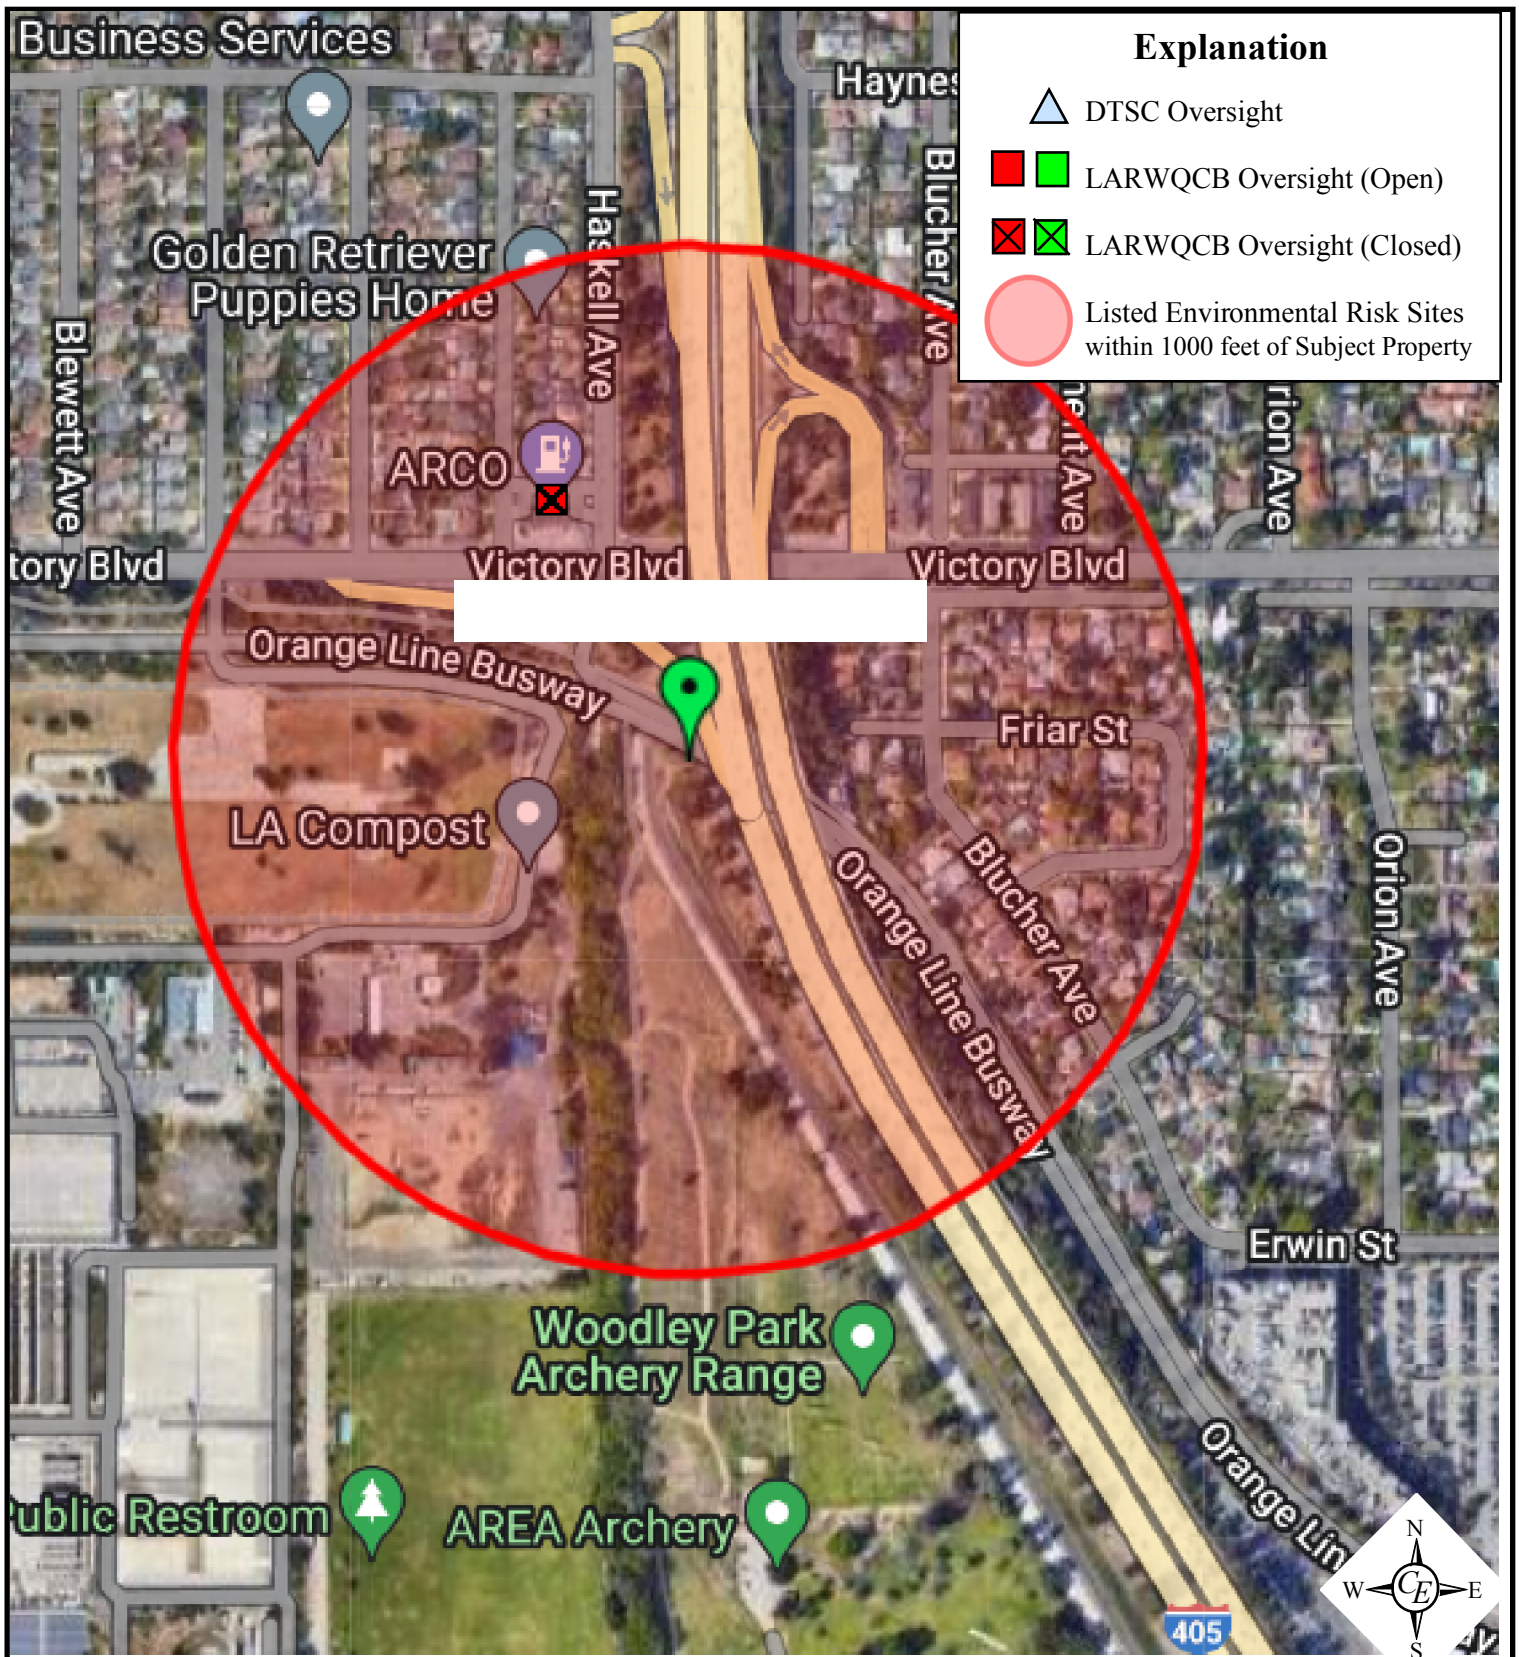 Business Services
Haynes
Explanation
DTSC Oversight
LARWQCB Oversight (Open)
LARWQCB Oversight (Closed)
Listed Environmental Risk Sites
within 1000 feet of Subject Property
Golden Retriever
Puppies Home
Haskell Ave
Blucher Ave
Blewett Ave
ARCO
ent Ave
rion Ave
tory Blvd
Victory Blvd
Victory Blvd
Orange Line Busway
Friar St
LA Compost
Orange Line Busway
Blucher Ave
Orion Ave
Erwin St
Woodley Park
Archery Range
Public Restroom
AREA Archery
Orange Lin
405
N
W
CE
E
S